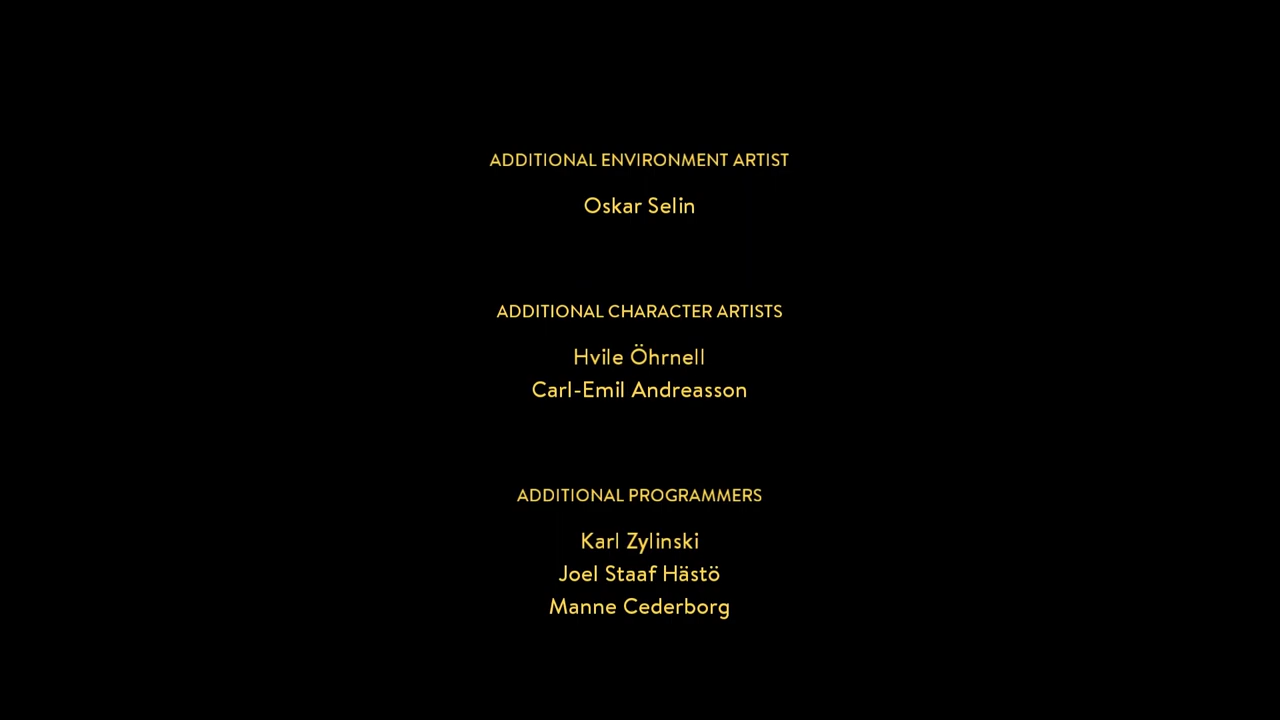 ADDITIONAL ENVIRONMENT ARTIST
Oskar Selin
ADDITIONAL CHARACTER ARTISTS
Hvile Öhrnell
Carl-Emil Andreasson
ADDITIONAL PROGRAMMERS
Karl Zylinski
Joel Staaf Hästö
Manne Cederborg